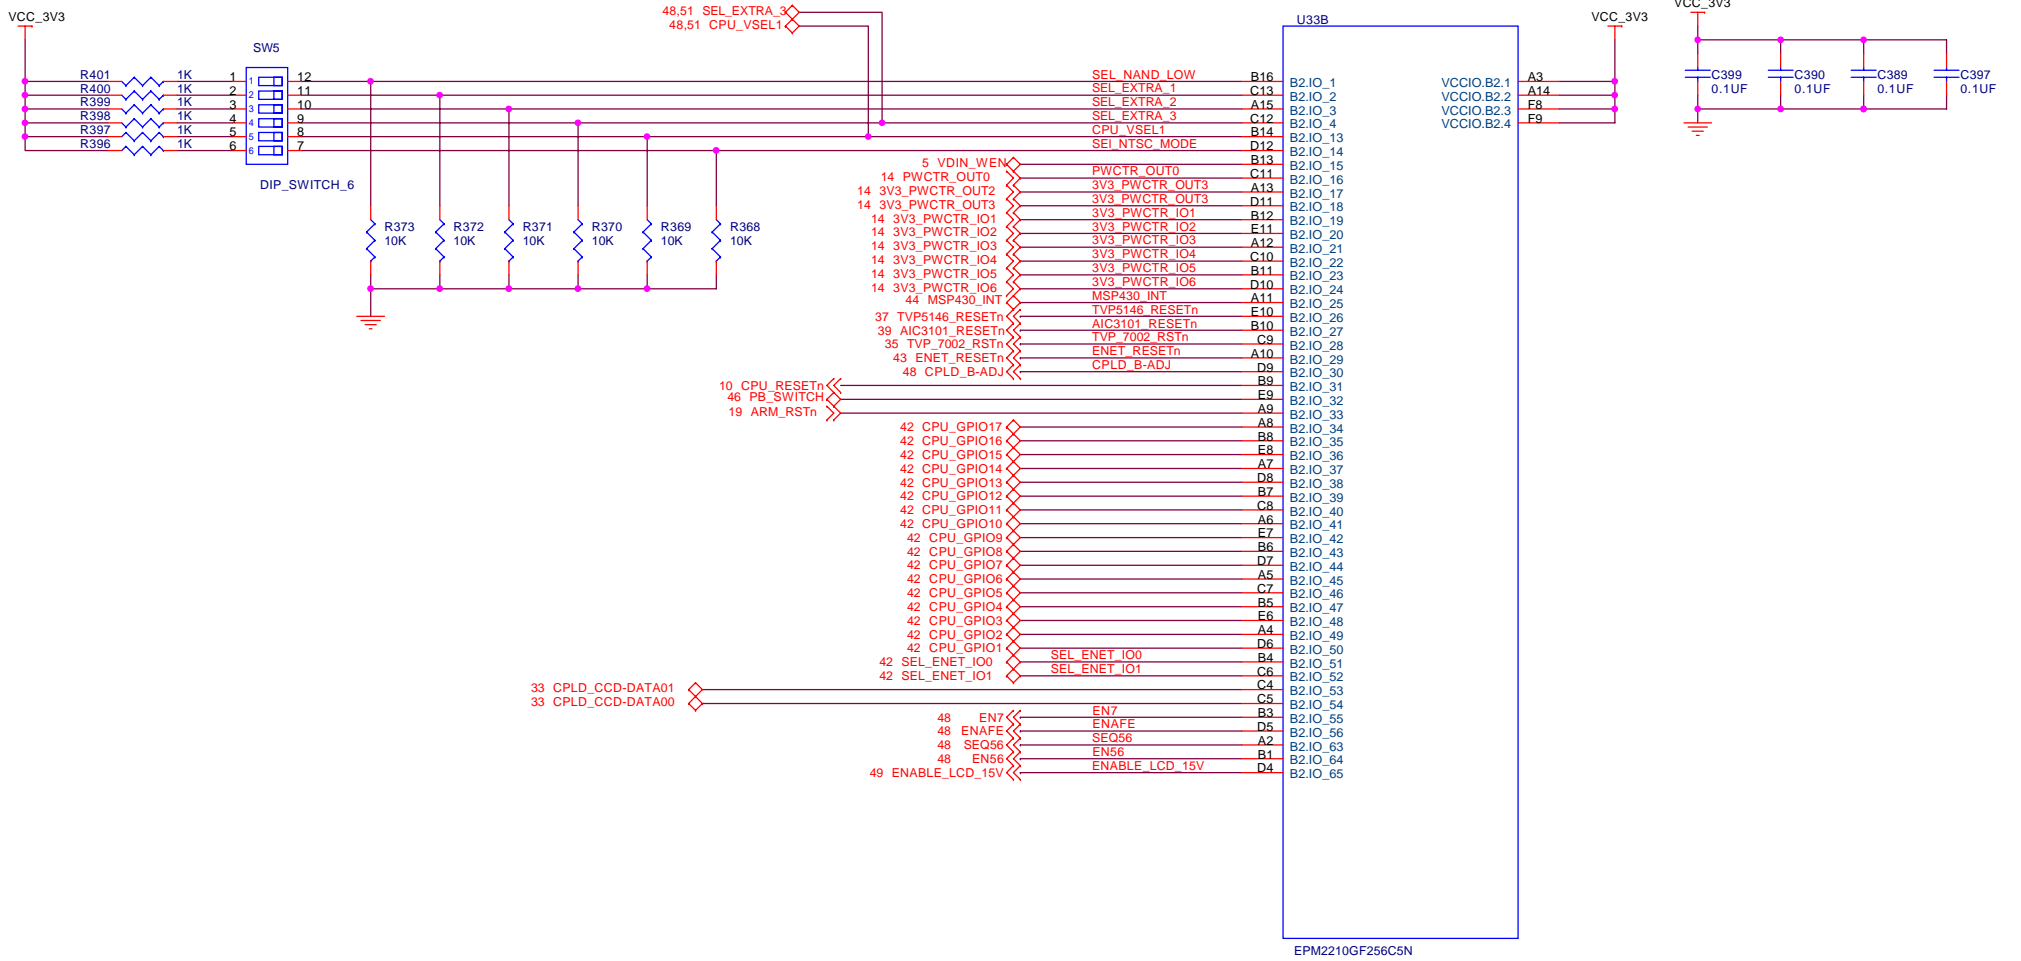 VCC_3V3
48,51 SEL_EXTRA_3
48,51 CPU_VSEL1
U33B
VCC_3V3
VCC_3V3
SW5
R401 1K 1 1 12 SEL_NAND_LOW B16 B2.IO_1 VCCIO.B2.1 A3
R400 1K 2 2 11 SEL_EXTRA_1 C13 B2.IO_2 VCCIO.B2.2 A14
R399 1K 3 3 10 SEL_EXTRA_2 A15 B2.IO_3 VCCIO.B2.3 F8
R398 1K 4 4 9 SEL_EXTRA_3 C12 B2.IO_4 VCCIO.B2.4 F9
R397 1K 5 5 8 CPU_VSEL1 B14 B2.IO_13
R396 1K 6 6 7 SEl_NTSC_MODE D12 B2.IO_14
C399 0.1UF
C390 0.1UF
C389 0.1UF
C397 0.1UF
DIP_SWITCH_6
R373 10K
R372 10K
R371 10K
R370 10K
R369 10K
R368 10K
5 VDIN_WEN B13 B2.IO_15
14 PWCTR_OUT0 PWCTR_OUT0 C11 B2.IO_16
14 3V3_PWCTR_OUT2 3V3_PWCTR_OUT3 A13 B2.IO_17
14 3V3_PWCTR_OUT3 3V3_PWCTR_OUT3 D11 B2.IO_18
14 3V3_PWCTR_IO1 3V3_PWCTR_IO1 B12 B2.IO_19
14 3V3_PWCTR_IO2 3V3_PWCTR_IO2 E11 B2.IO_20
14 3V3_PWCTR_IO3 3V3_PWCTR_IO3 A12 B2.IO_21
14 3V3_PWCTR_IO4 3V3_PWCTR_IO4 C10 B2.IO_22
14 3V3_PWCTR_IO5 3V3_PWCTR_IO5 B11 B2.IO_23
14 3V3_PWCTR_IO6 3V3_PWCTR_IO6 D10 B2.IO_24
44 MSP430_INT MSP430_INT A11 B2.IO_25
37 TVP5146_RESETn TVP5146_RESETn E10 B2.IO_26
39 AIC3101_RESETn AIC3101_RESETn B10 B2.IO_27
35 TVP_7002_RSTn TVP_7002_RSTn C9 B2.IO_28
43 ENET_RESETn ENET_RESETn A10 B2.IO_29
48 CPLD_B-ADJ CPLD_B-ADJ D9 B2.IO_30
10 CPU_RESETn B9 B2.IO_31
46 PB_SWITCH E9 B2.IO_32
19 ARM_RSTn A9 B2.IO_33
42 CPU_GPIO17 A8 B2.IO_34
42 CPU_GPIO16 B8 B2.IO_35
42 CPU_GPIO15 E8 B2.IO_36
42 CPU_GPIO14 A7 B2.IO_37
42 CPU_GPIO13 D8 B2.IO_38
42 CPU_GPIO12 B7 B2.IO_39
42 CPU_GPIO11 C8 B2.IO_40
42 CPU_GPIO10 A6 B2.IO_41
42 CPU_GPIO9 E7 B2.IO_42
42 CPU_GPIO8 B6 B2.IO_43
42 CPU_GPIO7 D7 B2.IO_44
42 CPU_GPIO6 A5 B2.IO_45
42 CPU_GPIO5 C7 B2.IO_46
42 CPU_GPIO4 B5 B2.IO_47
42 CPU_GPIO3 E6 B2.IO_48
42 CPU_GPIO2 A4 B2.IO_49
42 CPU_GPIO1 D6 B2.IO_50
42 SEL_ENET_IO0 SEL_ENET_IO0 B4 B2.IO_51
42 SEL_ENET_IO1 SEL_ENET_IO1 C6 B2.IO_52
33 CPLD_CCD-DATA01 C4 B2.IO_53
33 CPLD_CCD-DATA00 C5 B2.IO_54
48 EN7 EN7 B3 B2.IO_55
48 ENAFE ENAFE D5 B2.IO_56
48 SEQ56 SEQ56 A2 B2.IO_63
48 EN56 EN56 B1 B2.IO_64
49 ENABLE_LCD_15V ENABLE_LCD_15V D4 B2.IO_65
EPM2210GF256C5N